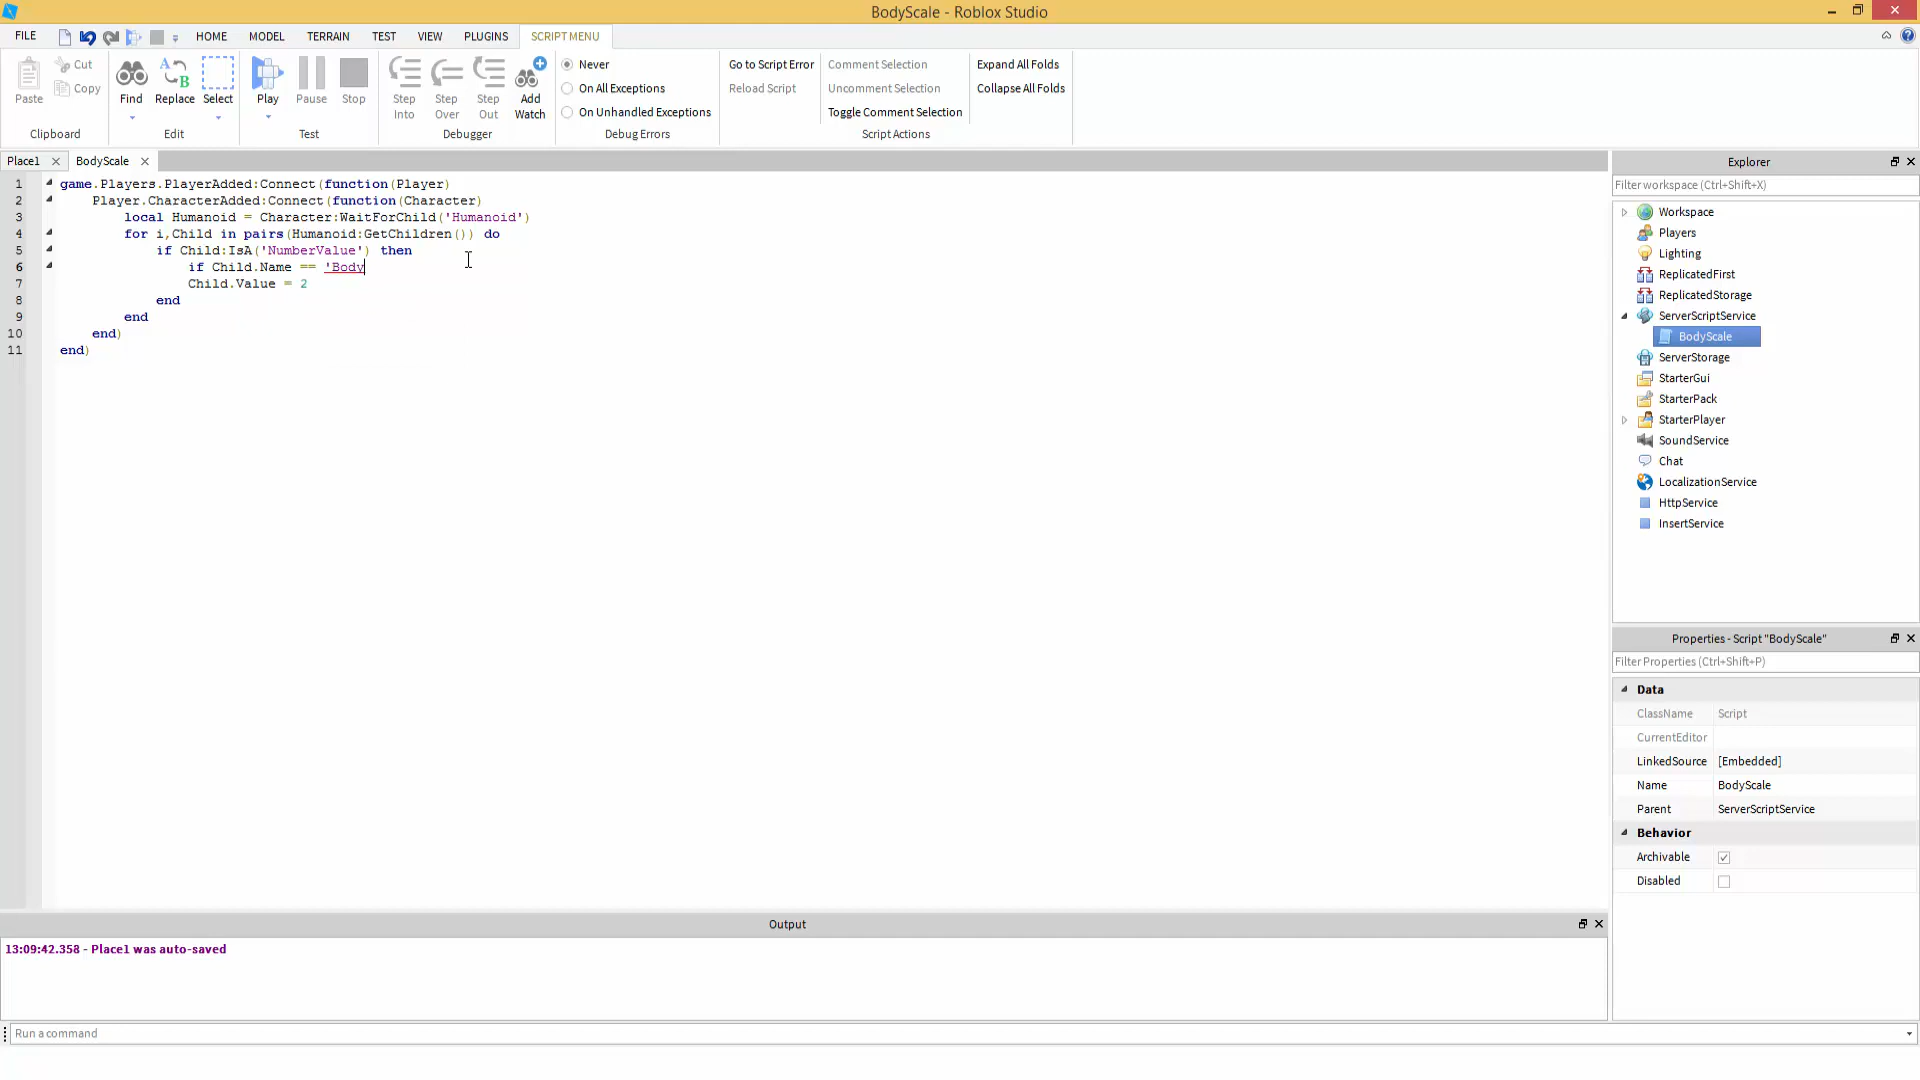 BodyScale - Roblox Studio
FILE HOME MODEL TERRAIN TEST VIEW PLUGINS SCRIPT MENU
Paste
Cut
Copy
Clipboard
Find
Replace
Select
Edit
Play
Pause
Stop
Test
Step Into
Step Over
Step Out
Add Watch
Debugger
Never
On All Exceptions
On Unhandled Exceptions
Debug Errors
Go to Script Error
Reload Script
Comment Selection
Uncomment Selection
Toggle Comment Selection
Script Actions
Expand All Folds
Collapse All Folds
Place1 BodyScale
1 game.Players.PlayerAdded:Connect(function(Player)
2 Player.CharacterAdded:Connect(function(Character)
3 local Humanoid = Character:WaitForChild('Humanoid')
4 for i,Child in pairs(Humanoid:GetChildren()) do
5 if Child:IsA('NumberValue') then
6 if Child.Name == 'Body
7 Child.Value = 2
8 end
9 end
10 end)
11 end)
Explorer
Filter workspace (Ctrl+Shift+X)
Workspace
Players
Lighting
ReplicatedFirst
ReplicatedStorage
ServerScriptService
BodyScale
ServerStorage
StarterGui
StarterPack
StarterPlayer
SoundService
Chat
LocalizationService
HttpService
InsertService
Properties - Script "BodyScale"
Filter Properties (Ctrl+Shift+P)
Data
ClassName Script
CurrentEditor
LinkedSource [Embedded]
Name BodyScale
Parent ServerScriptService
Behavior
Archivable
Disabled
Output
13:09:42.358 - Place1 was auto-saved
Run a command